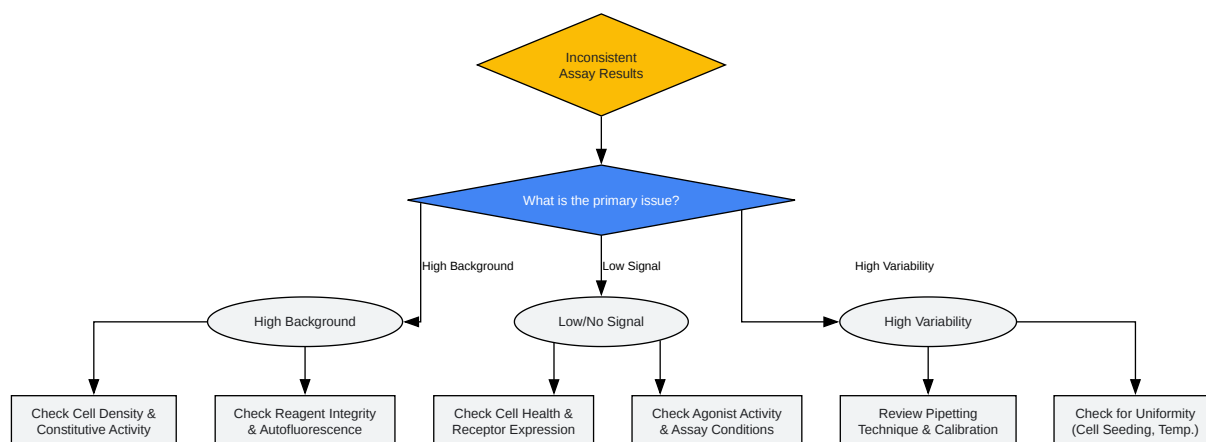 Inconsistent
Assay Results
What is the primary issue?
High Background
Low Signal
High Variability
High Background
Low/No Signal
High Variability
Check Cell Density &
Constitutive Activity
Check Reagent Integrity
& Autofluorescence
Check Cell Health &
Receptor Expression
Check Agonist Activity
& Assay Conditions
Review Pipetting
Technique & Calibration
Check for Uniformity
(Cell Seeding, Temp.)